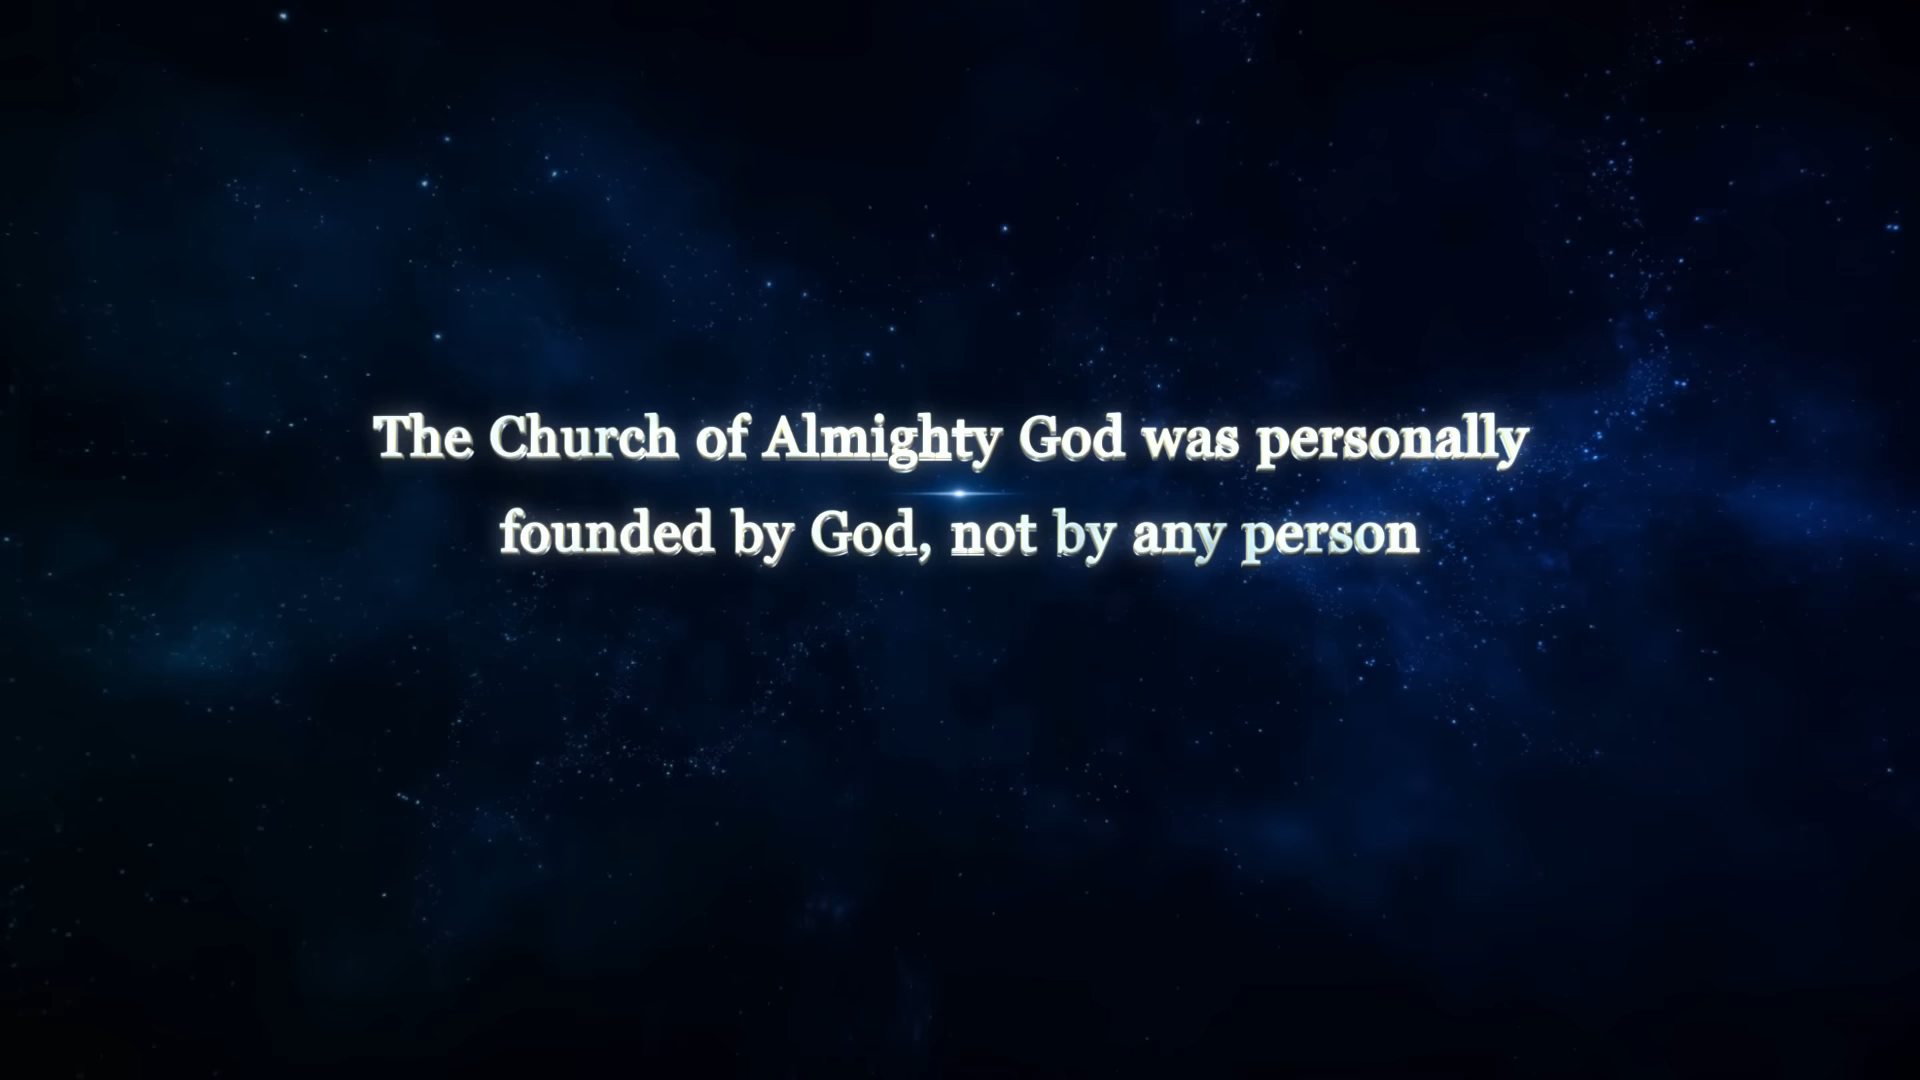 The Church of Almighty God was personally
founded by God, not by any person